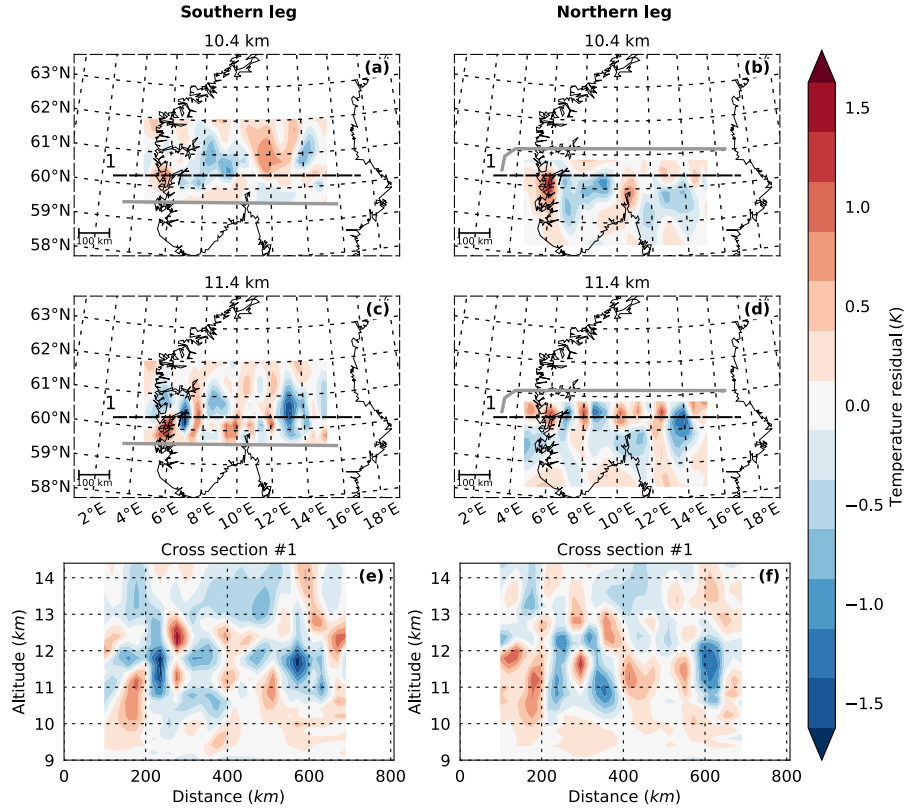 Southern leg
Northern leg
10.4 km
10.4 km
63°N
62°N
61°N
60°N
59°N
58°N
(a)
1
100 km
(b)
1
100 km
11.4 km
11.4 km
63°N
62°N
61°N
60°N
59°N
58°N
(c)
1
100 km
(d)
1
100 km
2°E
4°E
6°E
8°E
10°E
12°E
14°E
16°E
18°E
2°E
4°E
6°E
8°E
10°E
12°E
14°E
16°E
18°E
1.5
1.0
0.5
0.0
−0.5
−1.0
−1.5
Temperature residual (K)
Cross section #1
Cross section #1
Altitude (km)
14
13
12
11
10
9
(e)
0
200
400
600
800
Distance (km)
Altitude (km)
14
13
12
11
10
9
(f)
0
200
400
600
800
Distance (km)